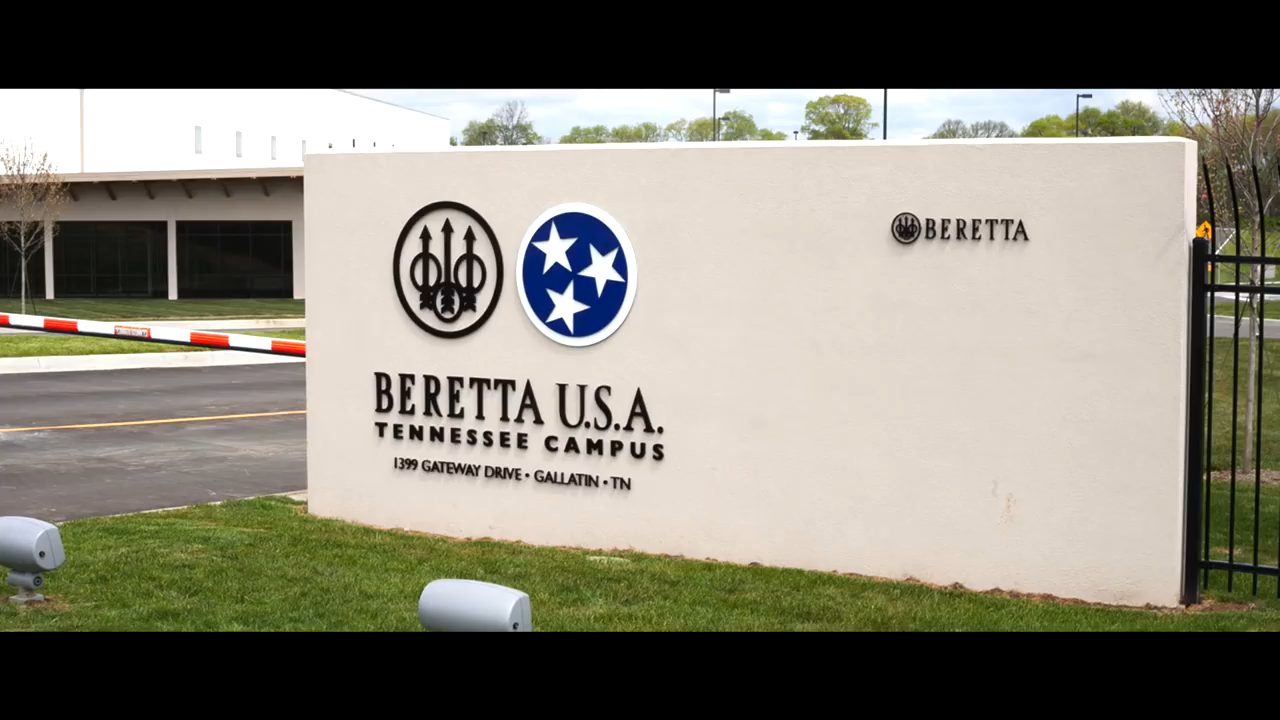 BERETTA
BERETTA U.S.A.
TENNESSEE CAMPUS
1399 GATEWAY DRIVE • GALLATIN • TN